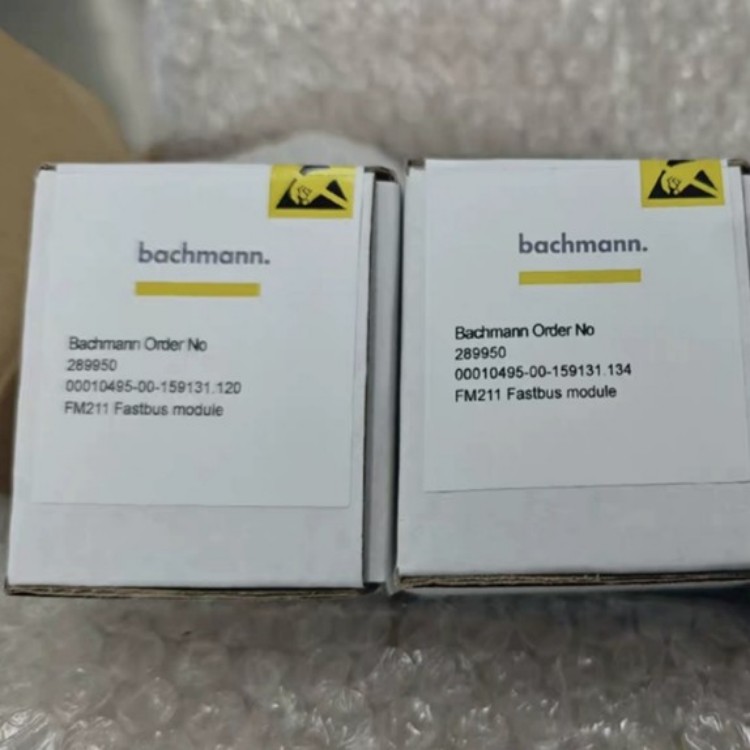 bachmann.
Bachmann Order No
289950
00010495-00-159131.120
FM211 Fastbus module
bachmann.
Bachmann Order No
289950
00010495-00-159131.134
FM211 Fastbus module